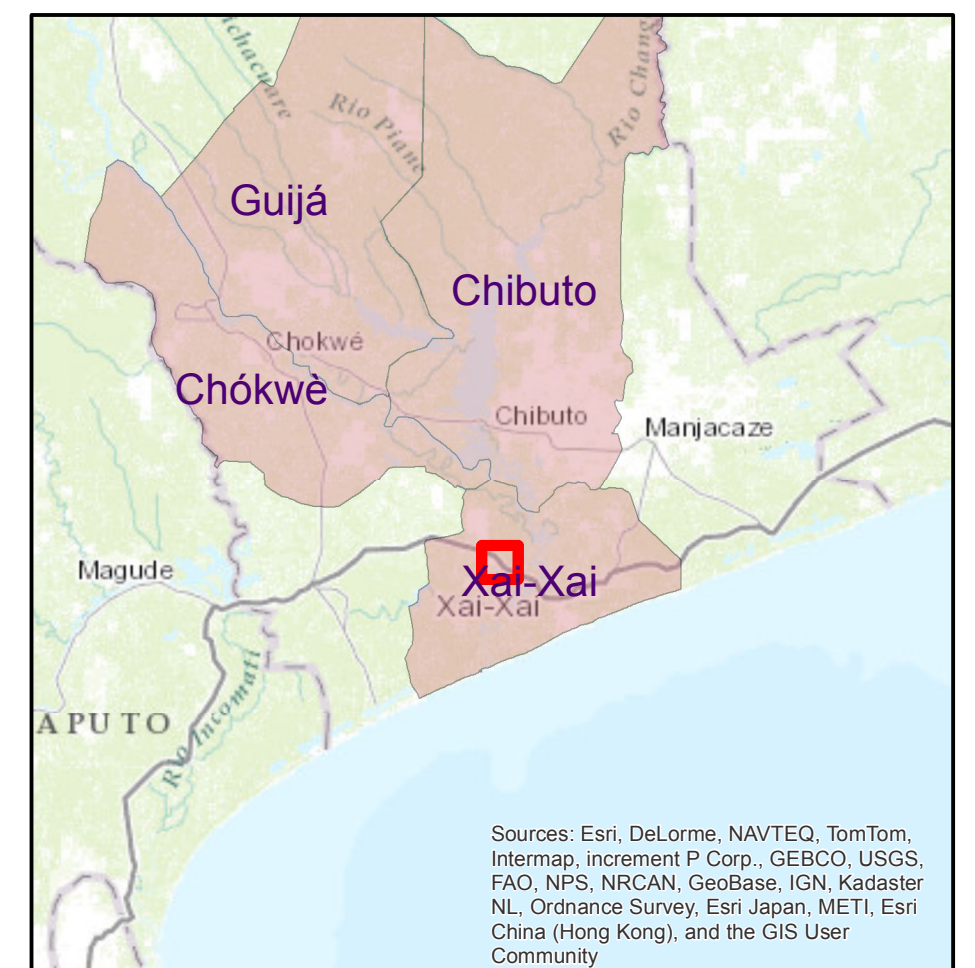 ichacuare
Rio Piane
Rio Chang
Guijá
Chibuto
Chokwé
Chókwè
Chibuto
Manjacaze
Magude
Xai-Xai
Xai-Xai
Rio Incomati
APUTO
Sources: Esri, DeLorme, NAVTEQ, TomTom,
Intermap, increment P Corp., GEBCO, USGS,
FAO, NPS, NRCAN, GeoBase, IGN, Kadaster
NL, Ordnance Survey, Esri Japan, METI, Esri
China (Hong Kong), and the GIS User
Community